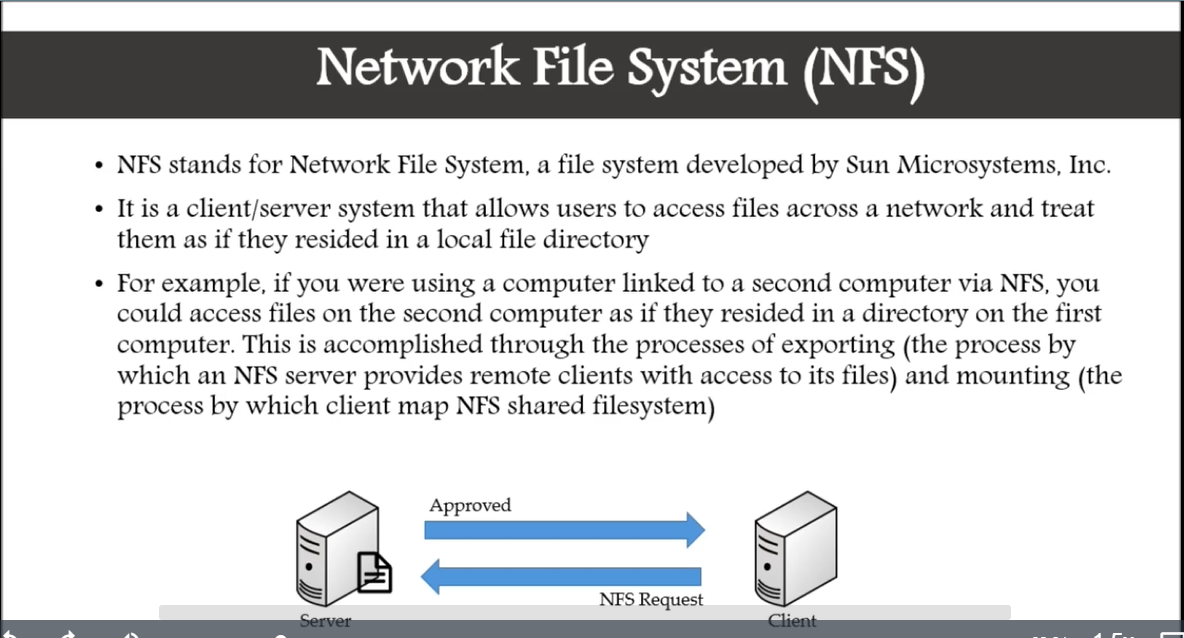 Network File System (NFS)
• NFS stands for Network File System, a file system developed by Sun Microsystems, Inc.
• It is a client/server system that allows users to access files across a network and treat
them as if they resided in a local file directory
• For example, if you were using a computer linked to a second computer via NFS, you
could access files on the second computer as if they resided in a directory on the first
computer. This is accomplished through the processes of exporting (the process by
which an NFS server provides remote clients with access to its files) and mounting (the
process by which client map NFS shared filesystem)
Approved
NFS Request
Server
Client